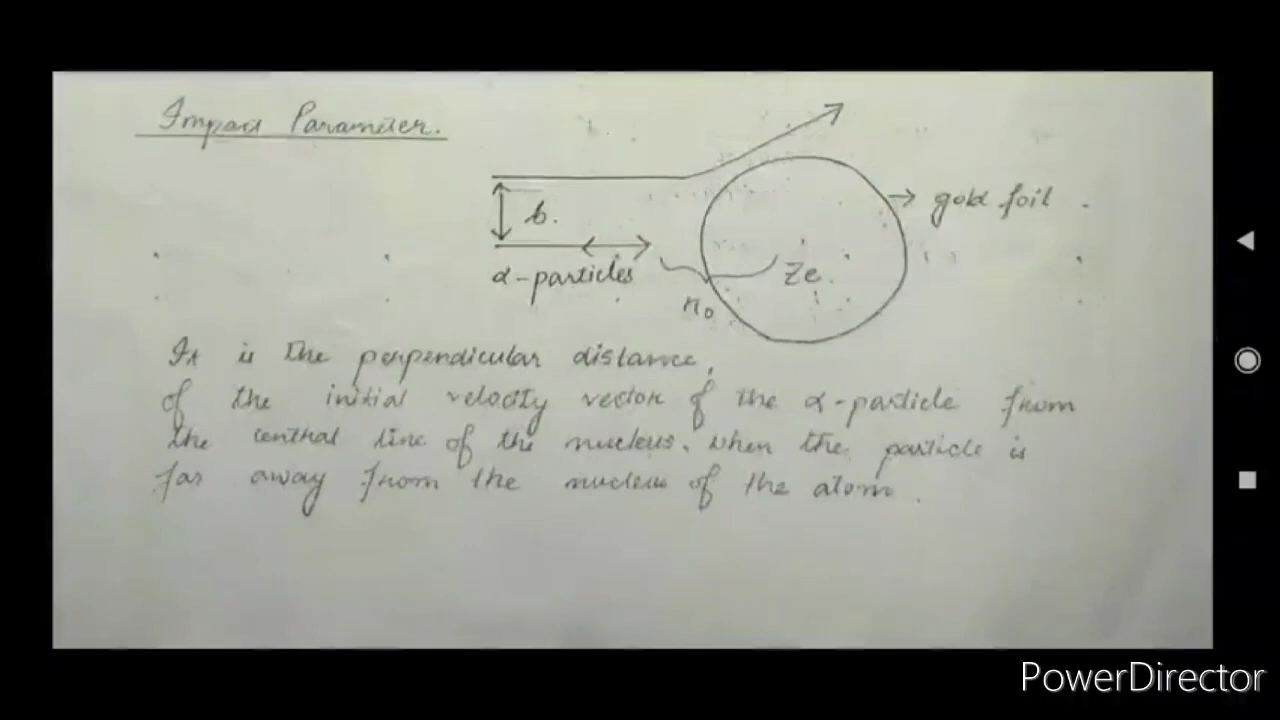 Impact Parameter.
b.
→ gold foil
α-particles
Ze
r₀
It is the perpendicular distance,
of the initial velocity vector of the α-particle from
the central line of the nucleus. When the particle is
far away from the nucleus of the atom.
PowerDirector